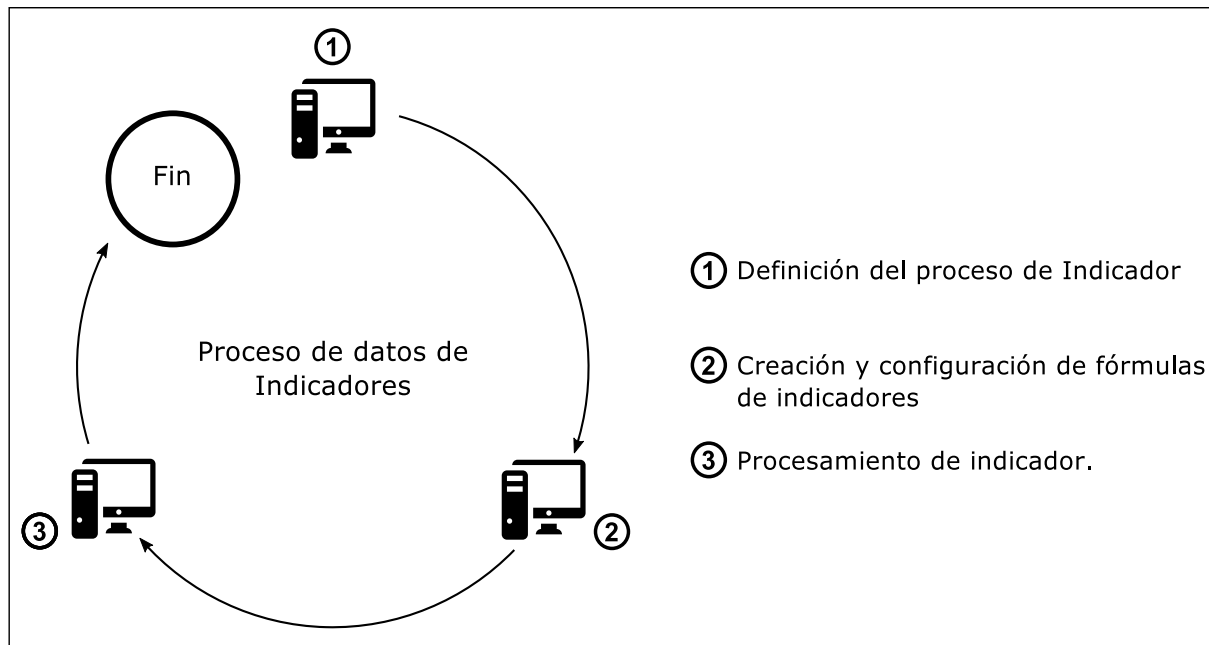 1
Fin
Proceso de datos de
Indicadores
3
2
1 Definición del proceso de Indicador
2 Creación y configuración de fórmulas
de indicadores
3 Procesamiento de indicador.